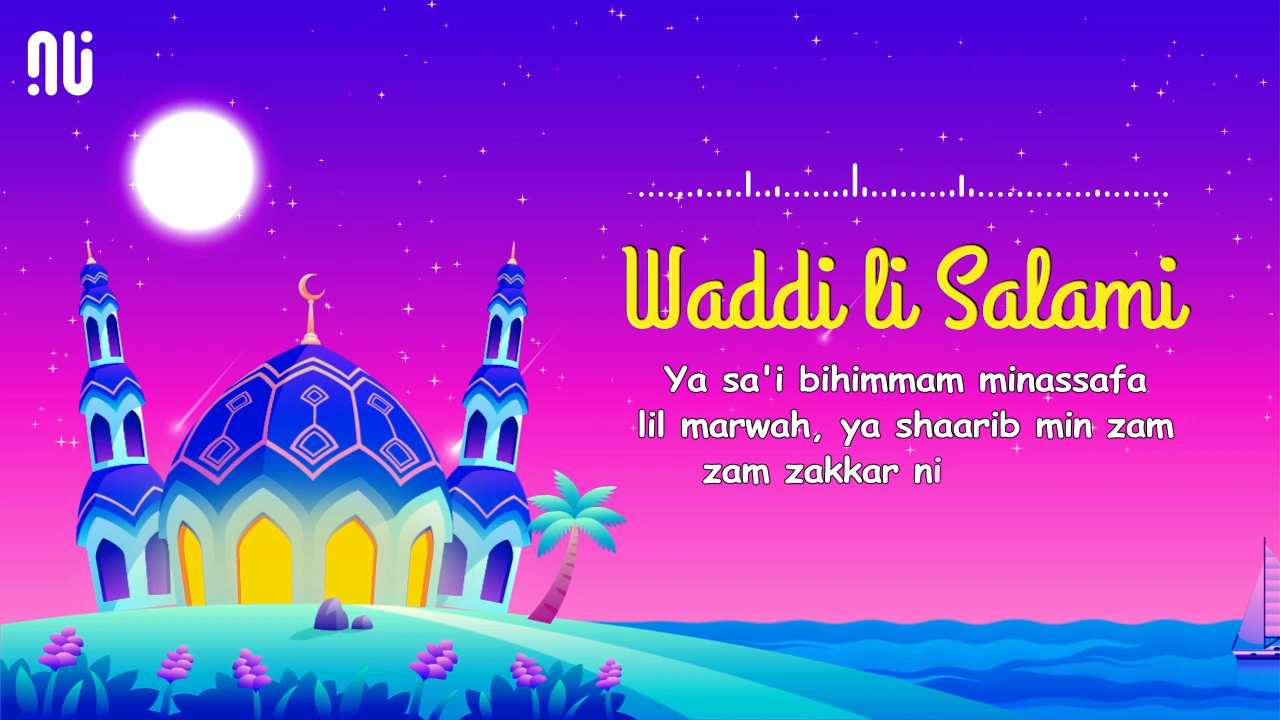 Waddi li Salami
Ya sa'i bihimmam minassafa
lil marwah, ya shaarib min zam
zam zakkar ni